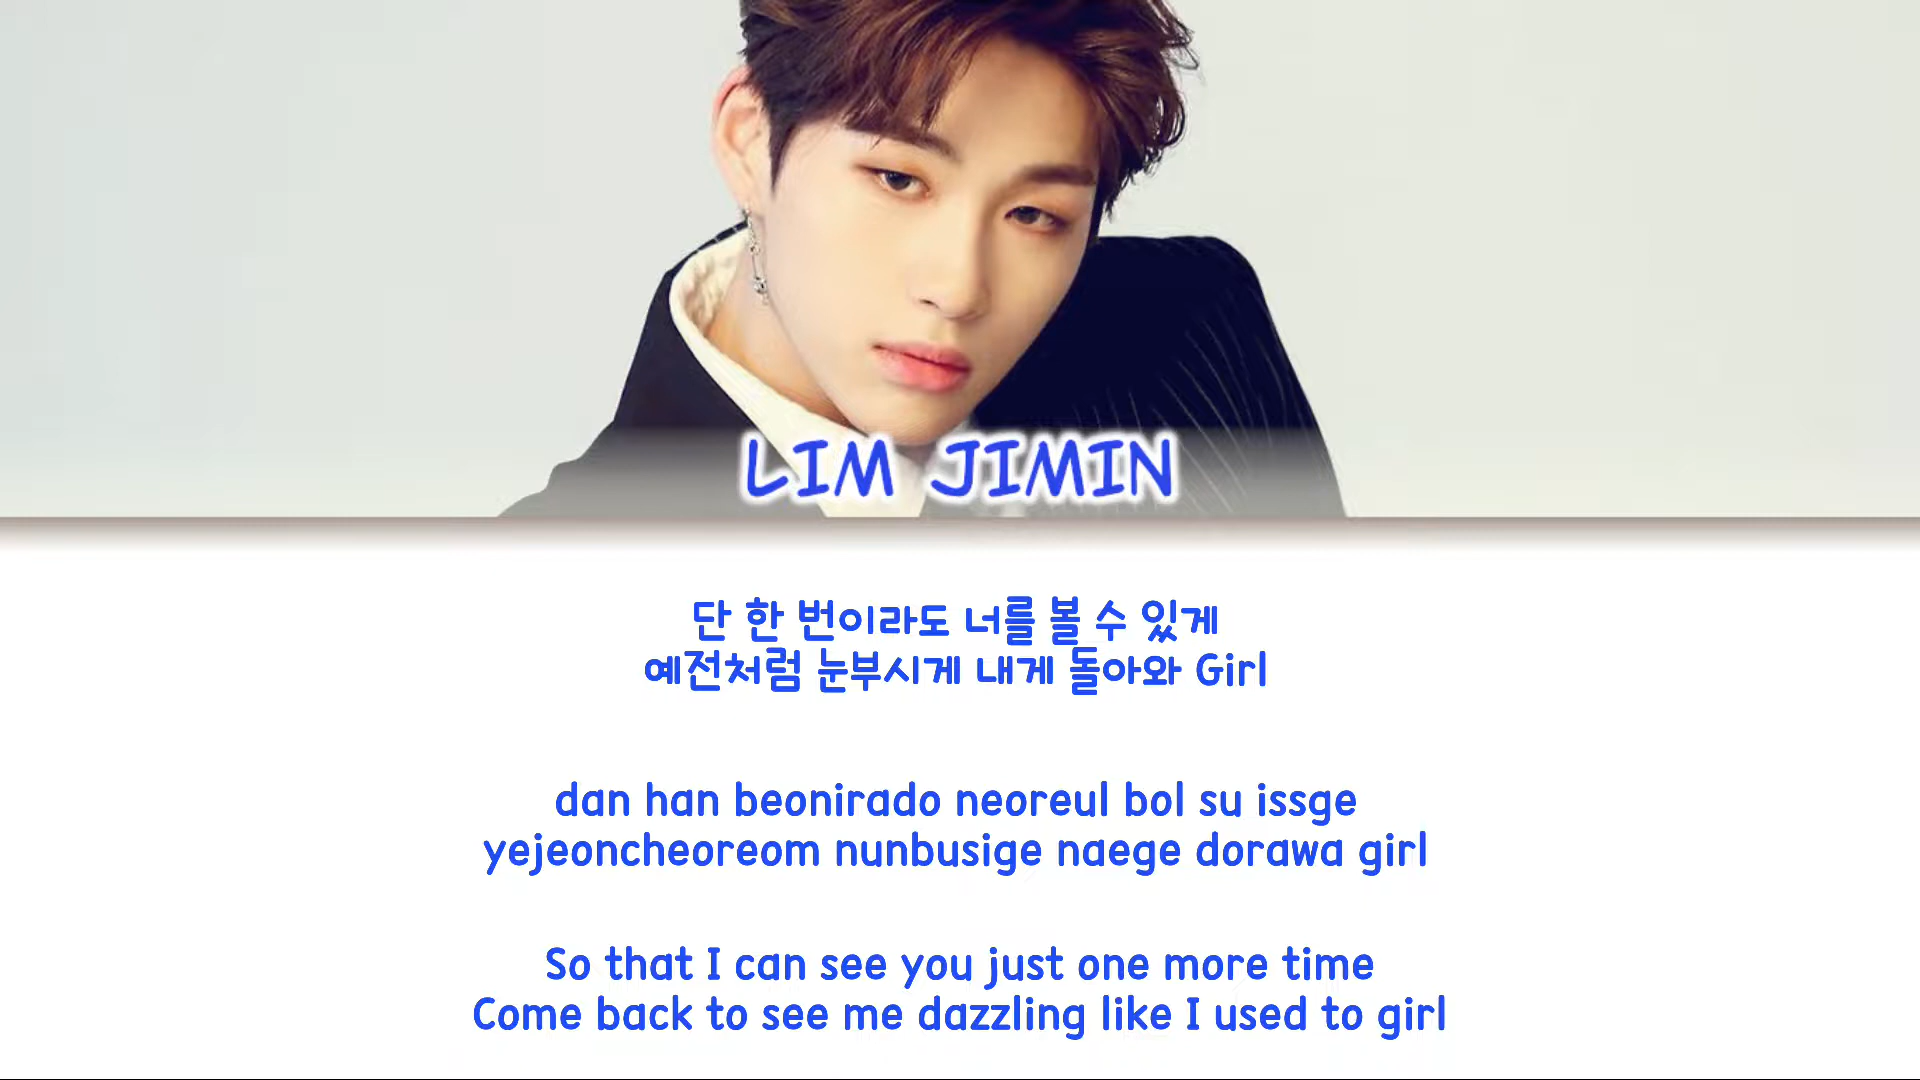 LIM JIMIN
단 한 번이라도 너를 볼 수 있게
예전처럼 눈부시게 내게 돌아와 Girl
dan han beonirado neoreul bol su issge
yejeoncheoreom nunbusige naege dorawa girl
So that I can see you just one more time
Come back to see me dazzling like I used to girl